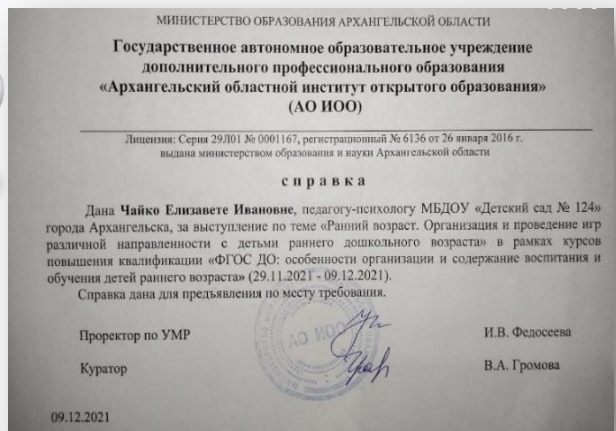 МИНИСТЕРСТВО ОБРАЗОВАНИЯ АРХАНГЕЛЬСКОЙ ОБЛАСТИ
Государственное автономное образовательное учреждение
дополнительного профессионального образования
«Архангельский областной институт открытого образования»
(АО ИОО)
Лицензия: Серия 29Л01 № 0001167, регистрационный № 6136 от 26 января 2016 г.
выдана министерством образования и науки Архангельской области
справка
Дана Чайко Елизавете Ивановне, педагогу-психологу МБДОУ «Детский сад № 124»
города Архангельска, за выступление по теме «Ранний возраст. Организация и проведение игр
различной направленности с детьми раннего дошкольного возраста» в рамках курсов
повышения квалификации «ФГОС ДО: особенности организации и содержание воспитания и
обучения детей раннего возраста» (29.11.2021 - 09.12.2021).
Справка дана для предъявления по месту требования.
Проректор по УМР И.В. Федосеева
АО ИОО
Куратор В.А. Громова
09.12.2021